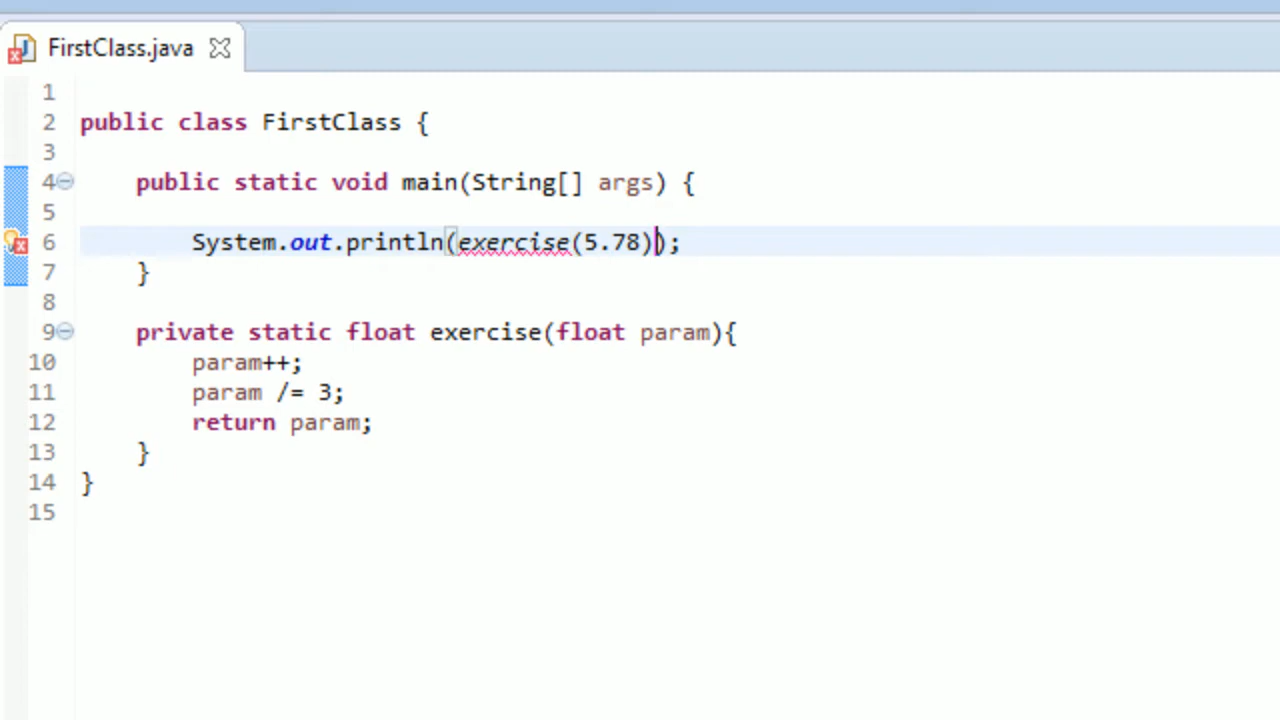 FirstClass.java
1
2 public class FirstClass {
3
4 public static void main(String[] args) {
5
6 System.out.println(exercise(5.78));
7 }
8
9 private static float exercise(float param){
10 param++;
11 param /= 3;
12 return param;
13 }
14 }
15